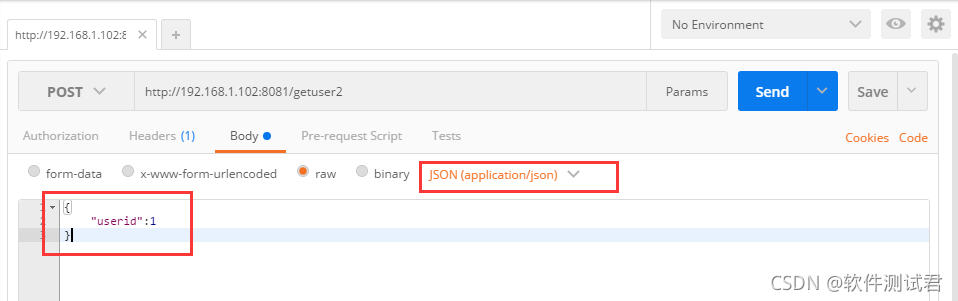 http://192.168.1.102:8
No Environment
POST http://192.168.1.102:8081/getuser2 Params Send Save
Authorization Headers (1) Body Pre-request Script Tests Cookies Code
form-data x-www-form-urlencoded raw binary JSON (application/json)
1 {
2 "userid":1
3 }
CSDN @软件测试君